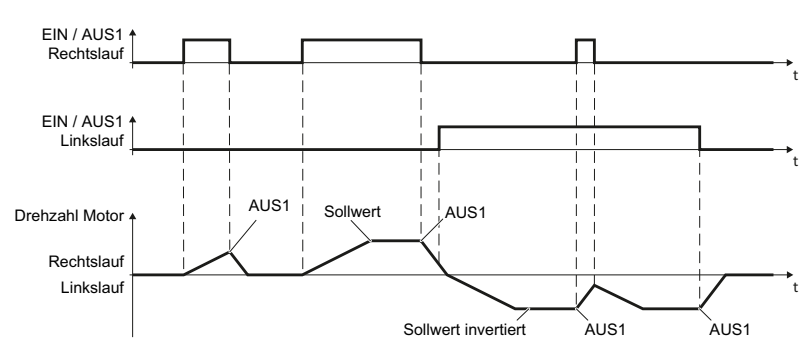 EIN / AUS1
Rechtslauf
t
EIN / AUS1
Linkslauf
t
AUS1
Sollwert
AUS1
Drehzahl Motor
Rechtslauf
Linkslauf
t
Sollwert invertiert
AUS1
AUS1